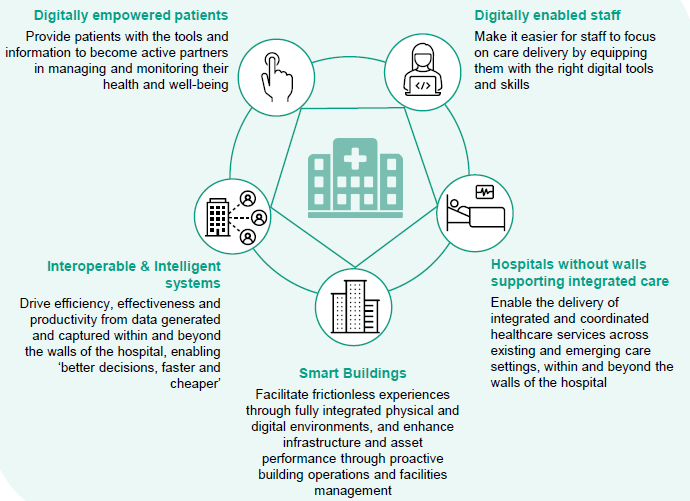 Digitally empowered patients
Provide patients with the tools and
information to become active partners
in managing and monitoring their
health and well-being
Digitally enabled staff
Make it easier for staff to focus
on care delivery by equipping
them with the right digital tools
and skills
Interoperable & Intelligent
systems
Drive efficiency, effectiveness and
productivity from data generated
and captured within and beyond
the walls of the hospital, enabling
‘better decisions, faster and
cheaper’
Hospitals without walls
supporting integrated care
Enable the delivery of
integrated and coordinated
healthcare services across
existing and emerging care
settings, within and beyond the
walls of the hospital
Smart Buildings
Facilitate frictionless experiences
through fully integrated physical and
digital environments, and enhance
infrastructure and asset
performance through proactive
building operations and facilities
management